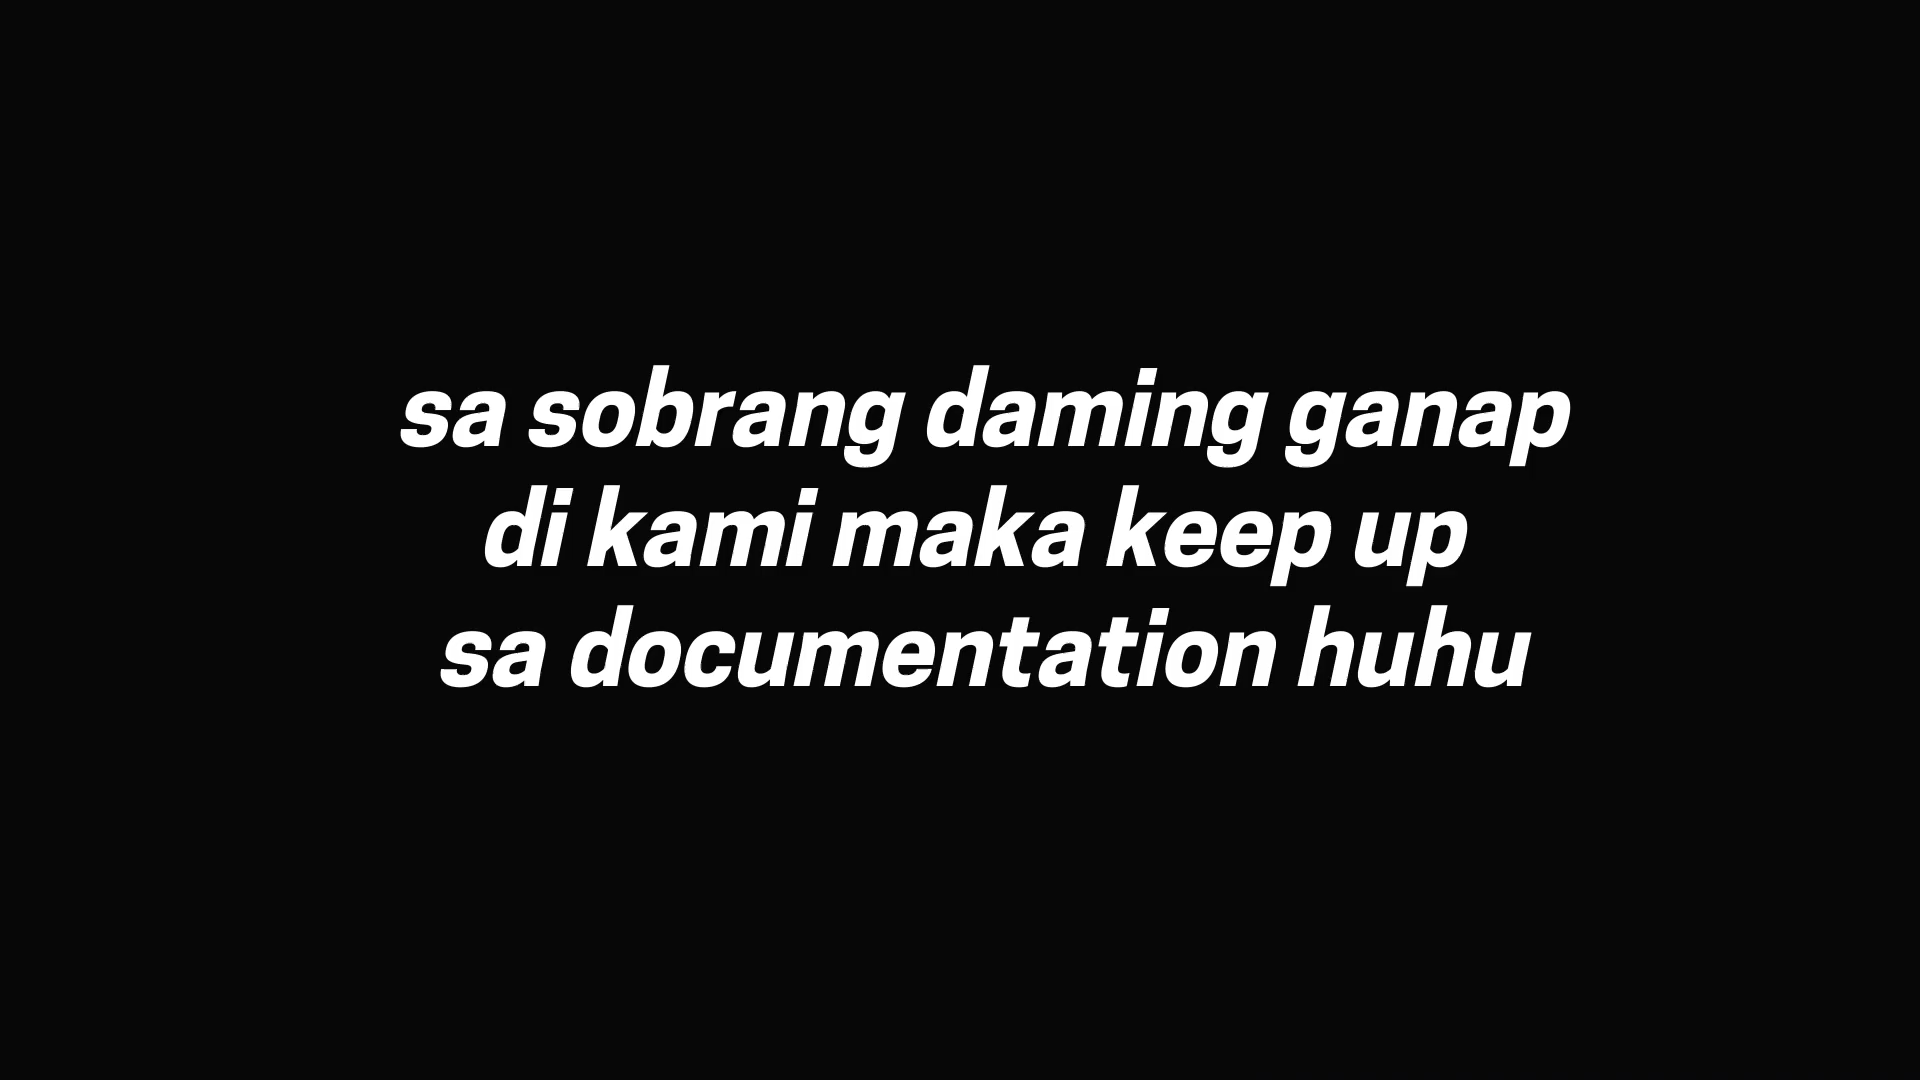 sa sobrang daming ganap
di kami maka keep up
sa documentation huhu